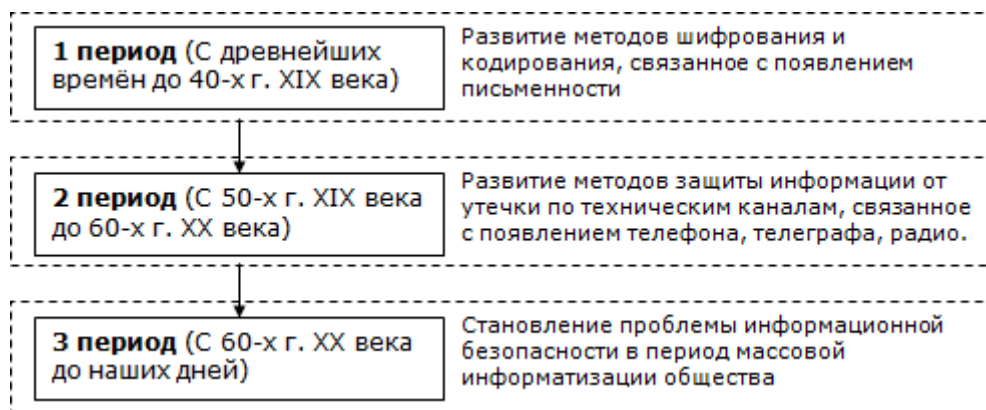 1 период (С древнейших
времён до 40-х г. XIX века)
Развитие методов шифрования и
кодирования, связанное с появлением
письменности
2 период (С 50-х г. XIX века
до 60-х г. XX века)
Развитие методов защиты информации от
утечки по техническим каналам, связанное
с появлением телефона, телеграфа, радио.
3 период (С 60-х г. XX века
до наших дней)
Становление проблемы информационной
безопасности в период массовой
информатизации общества